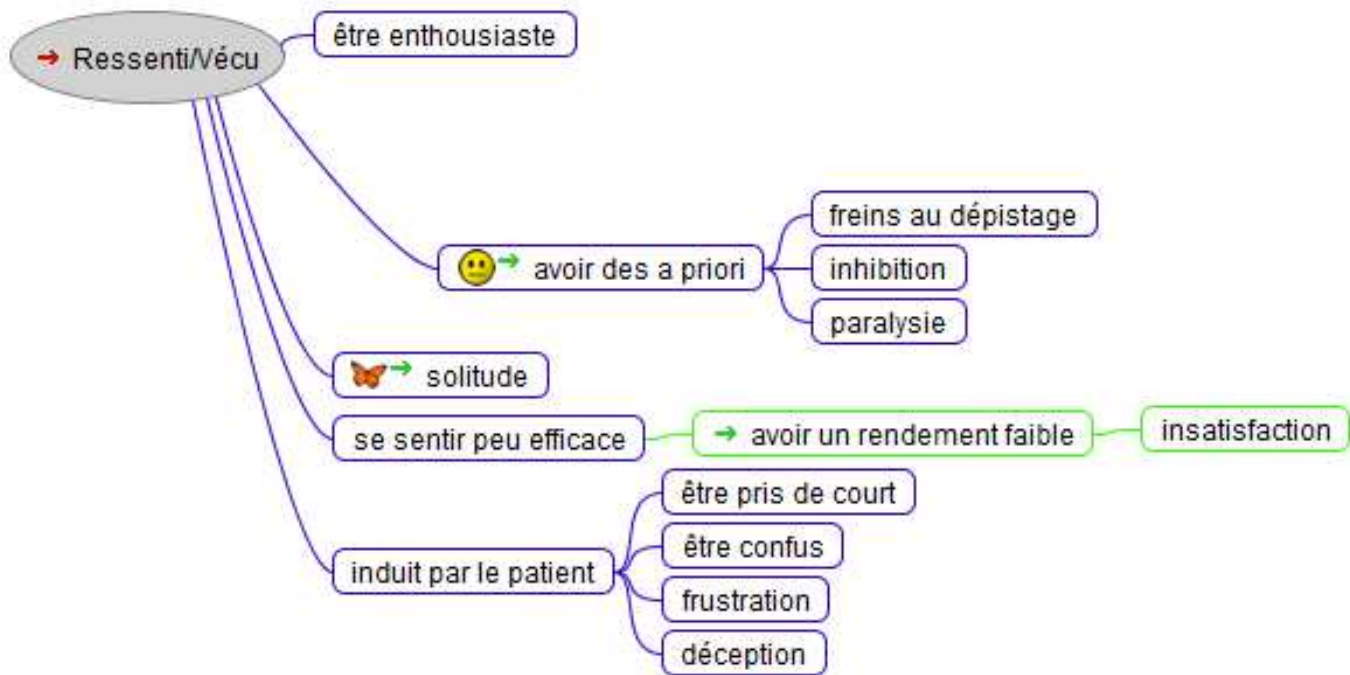 Ressenti/Vécu
être enthousiaste
avoir des a priori
freins au dépistage
inhibition
paralysie
solitude
se sentir peu efficace
avoir un rendement faible
insatisfaction
induit par le patient
être pris de court
être confus
frustration
déception